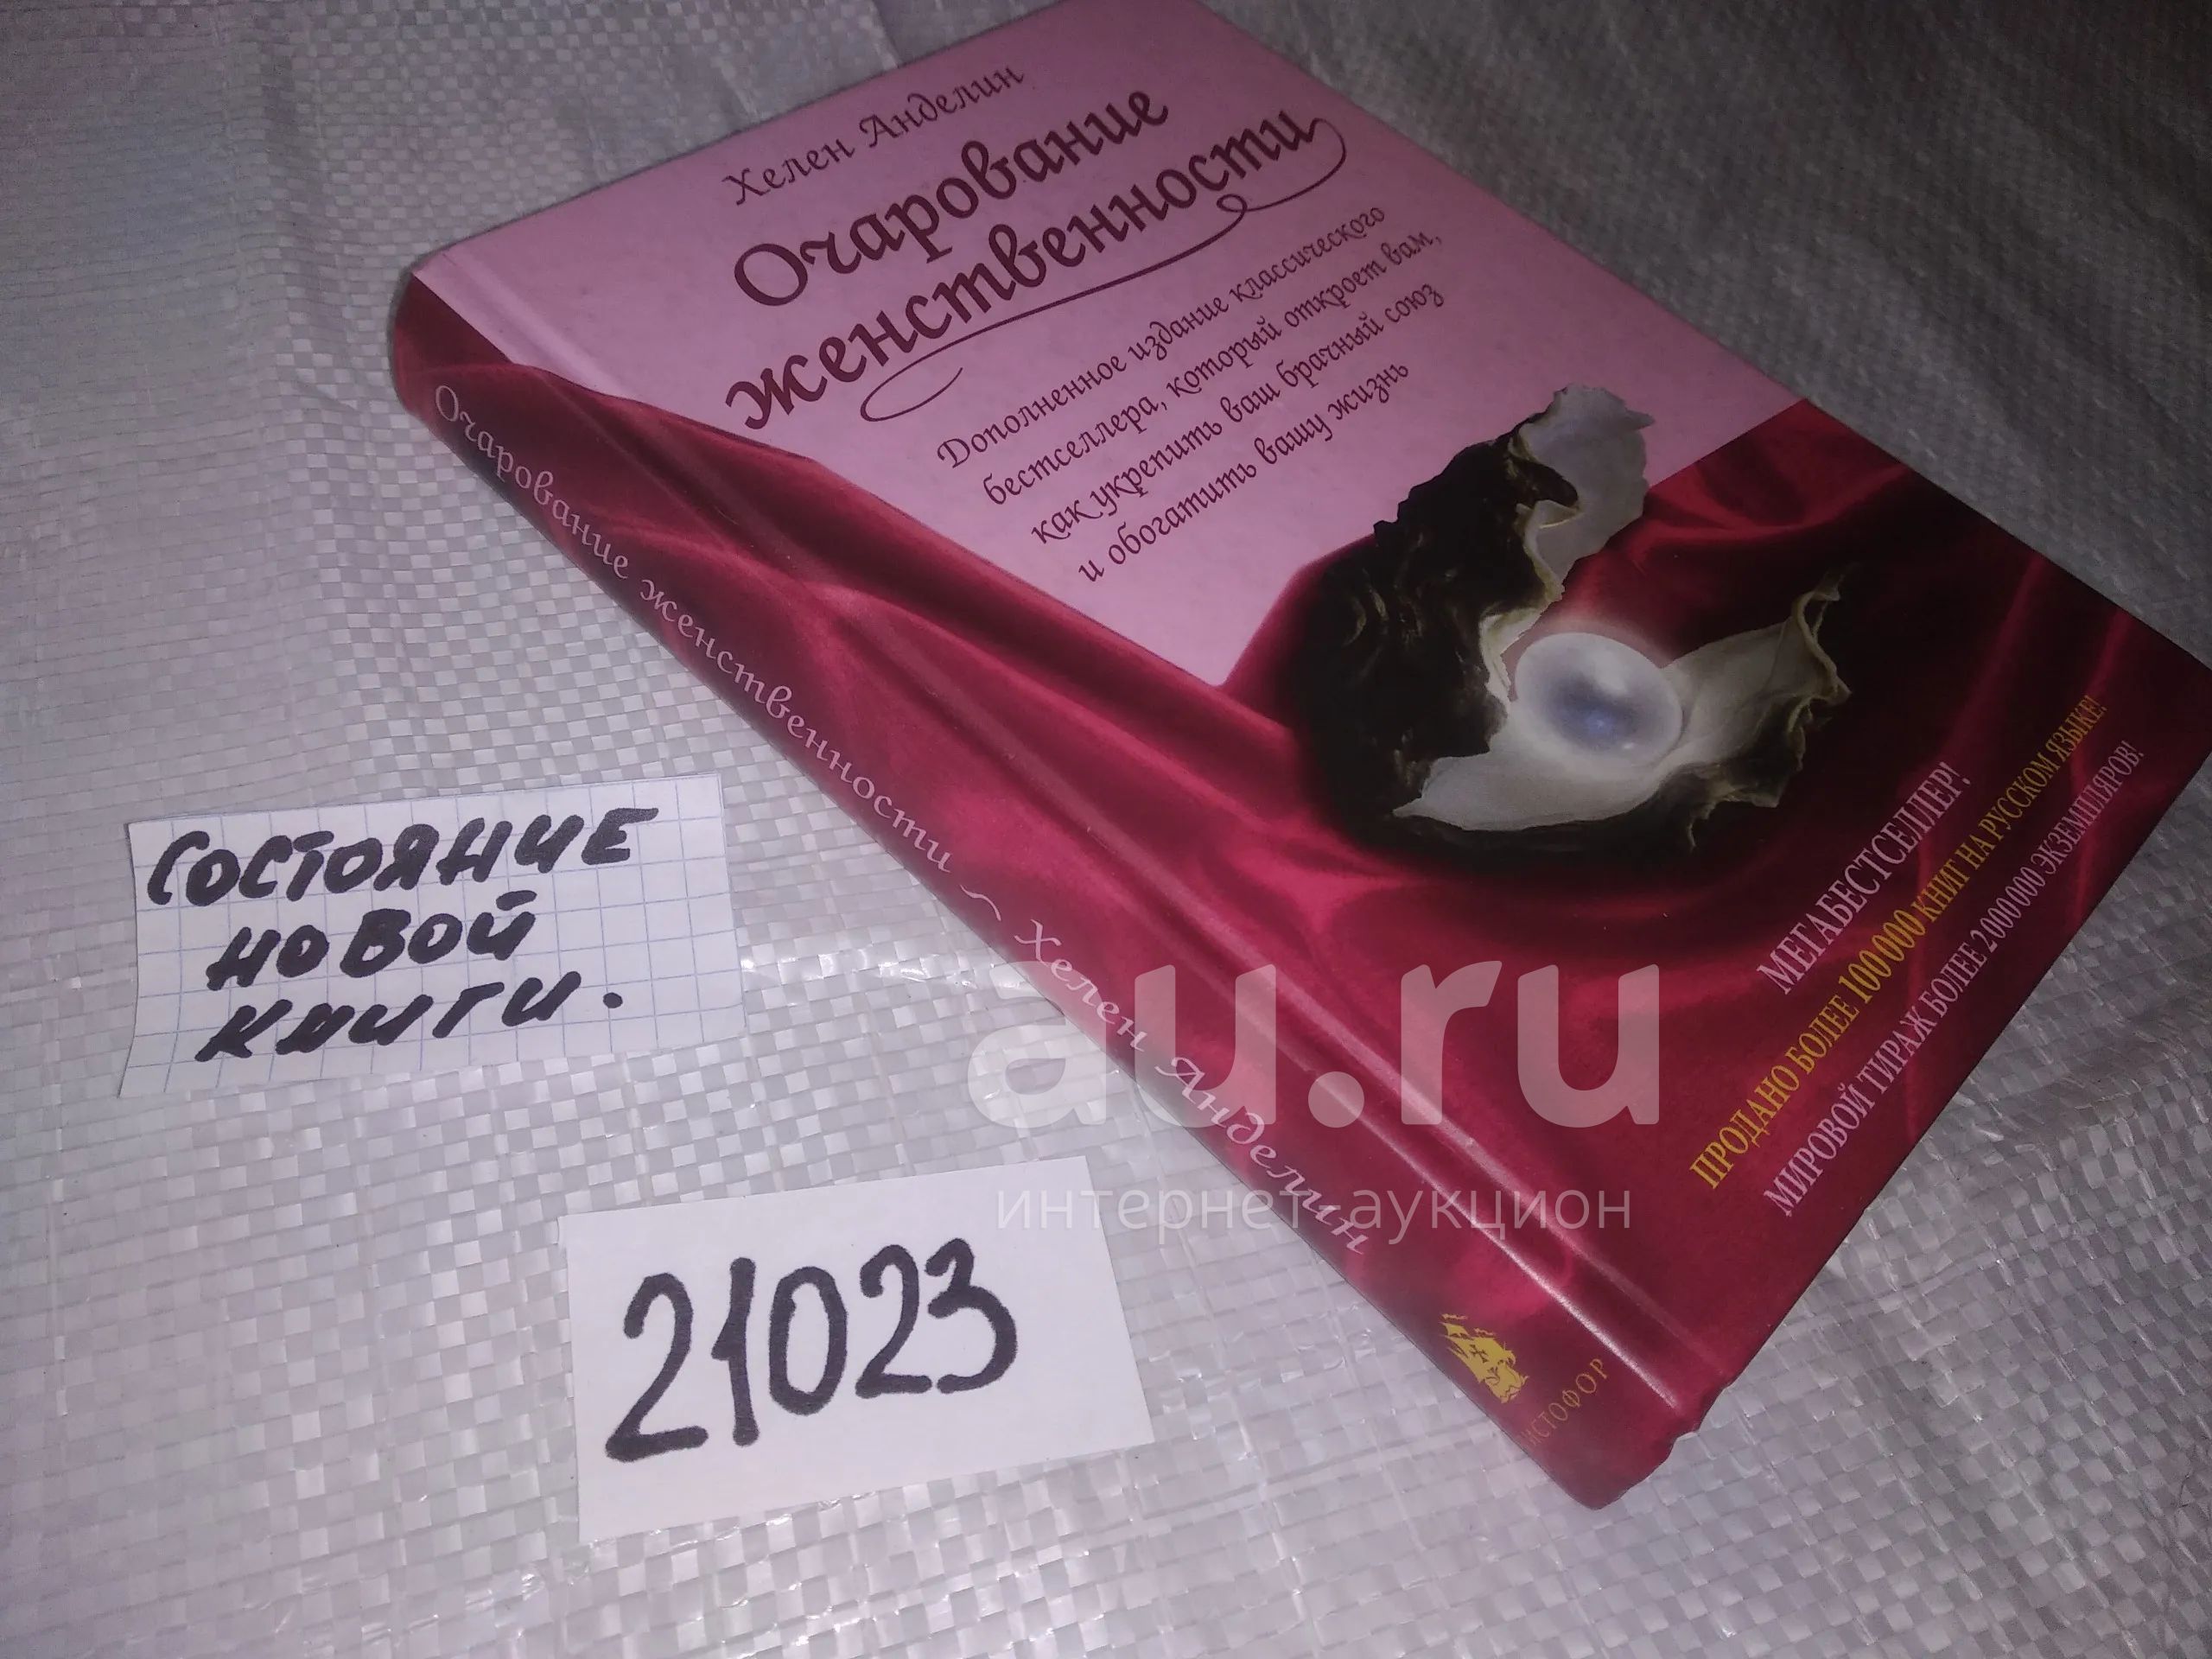 Хелен Анделин
Очарование
женственности
Дополненное издание классического
бестселлера, который откроет вам,
как укрепить ваш брачный союз
и обогатить вашу жизнь
Очарование женственности ~ Хелен Анделин
МЕГАБЕСТСЕЛЛЕР!
ПРОДАНО БОЛЕЕ 100 000 КНИГ НА РУССКОМ ЯЗЫКЕ!
МИРОВОЙ ТИРАЖ БОЛЕЕ 2 000 000 ЭКЗЕМПЛЯРОВ!
СОСТОЯНИЕ
НОВОЙ
КНИГИ.
au.ru
интернет-аукцион
21023